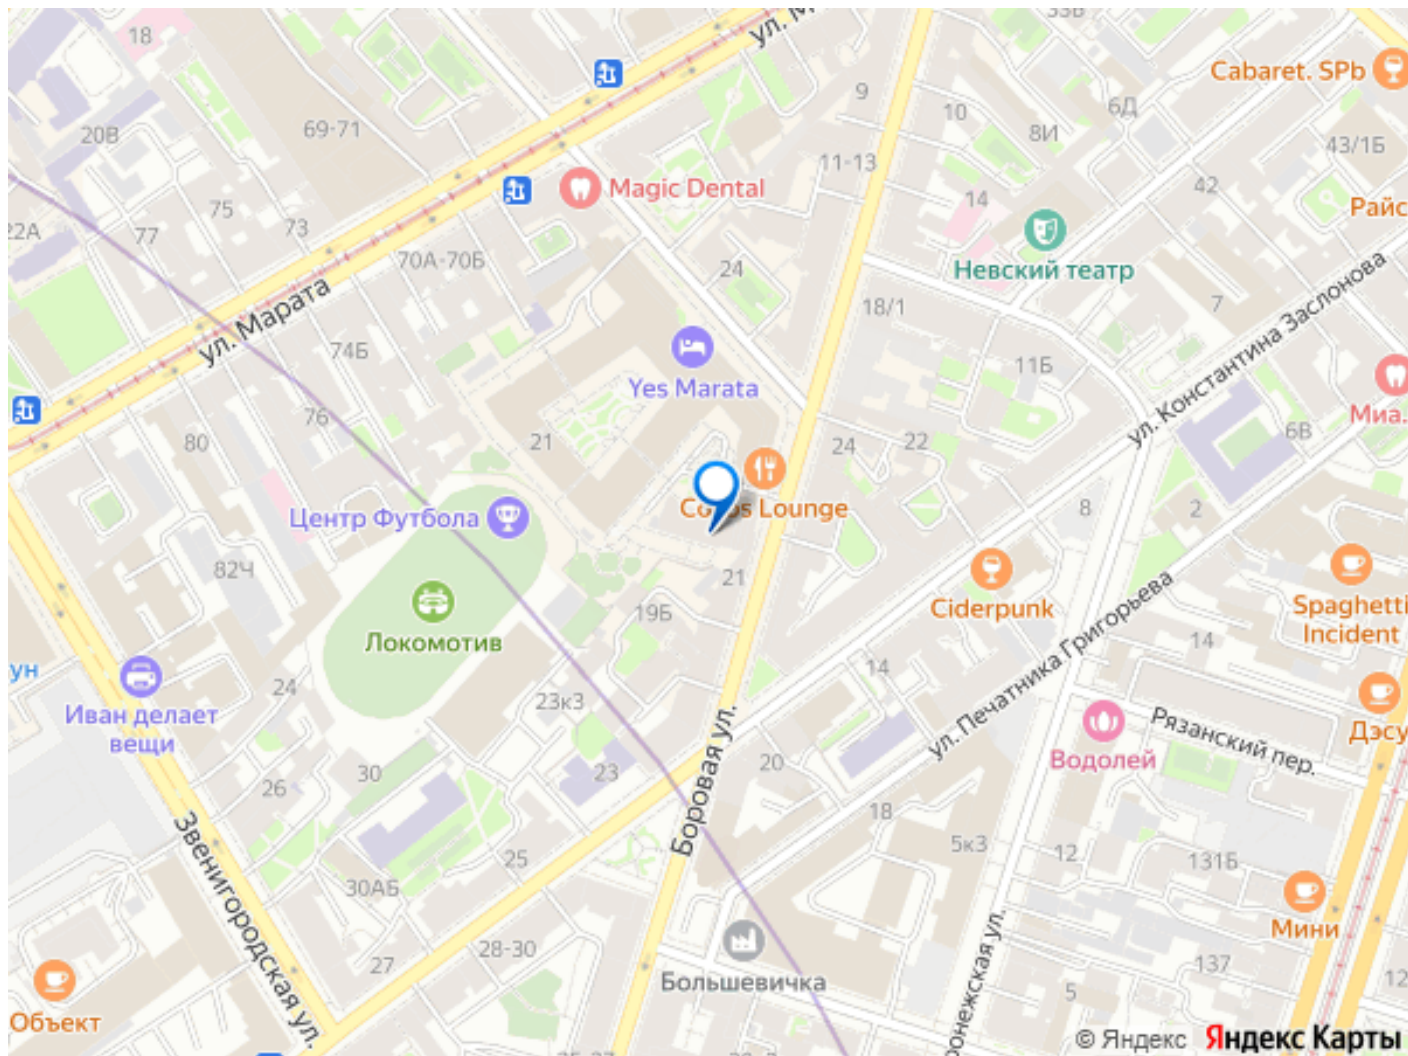 18
ул. М
33В
Cabaret. SPb
20В
69-71
9
10
6Д
8И
43/1Б
11-13
Magic Dental
14
42
Райс
22А
75
77
73
70А-70Б
24
Невский театр
ул. Марата
18/1
7
ул. Константина Заслонова
74Б
Yes Marata
11Б
Миа.
76
80
21
24
22
6В
Lounge
8
2
Центр Футбола
82Ч
21
19Б
Ciderpunk
Spaghetti
Incident
Локомотив
ул. Печатника Григорьева
14
14
ун
24
23к3
Иван делает
вещи
Боровая ул.
Рязанский пер.
Дэсу
Водолей
20
26
30
23
18
5к3
12
131Б
Звенигородская ул.
25
30АБ
Мини
28-30
27
Большевичка
137
5
12
Объект
онежская ул.
© Яндекс Яндекс Карты